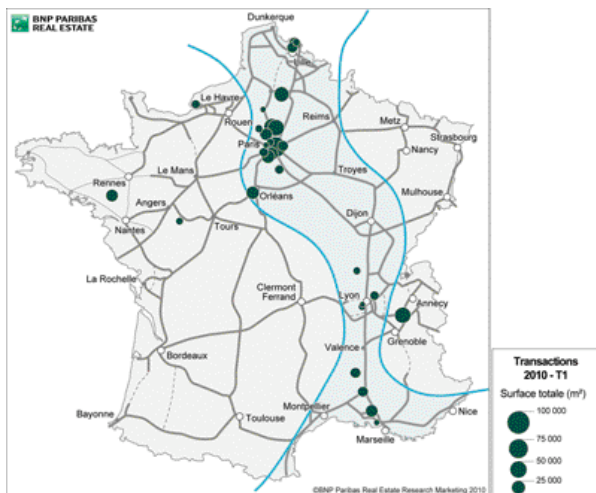 BNP PARIBAS
REAL ESTATE
Dunkerque
Lille
Le Havre
Rouen
Reims
Metz
Strasbourg
Paris
Nancy
Rennes
Le Mans
Troyes
Mulhouse
Angers
Orléans
Nantes
Tours
Dijon
La Rochelle
Clermont
Ferrand
Lyon
Annecy
Grenoble
Valence
Bordeaux
Bayonne
Toulouse
Montpellier
Nice
Marseille
©BNP Paribas Real Estate Research Marketing 2010
Transactions
2010 - T1
Surface totale (m²)
100 000
75 000
50 000
25 000